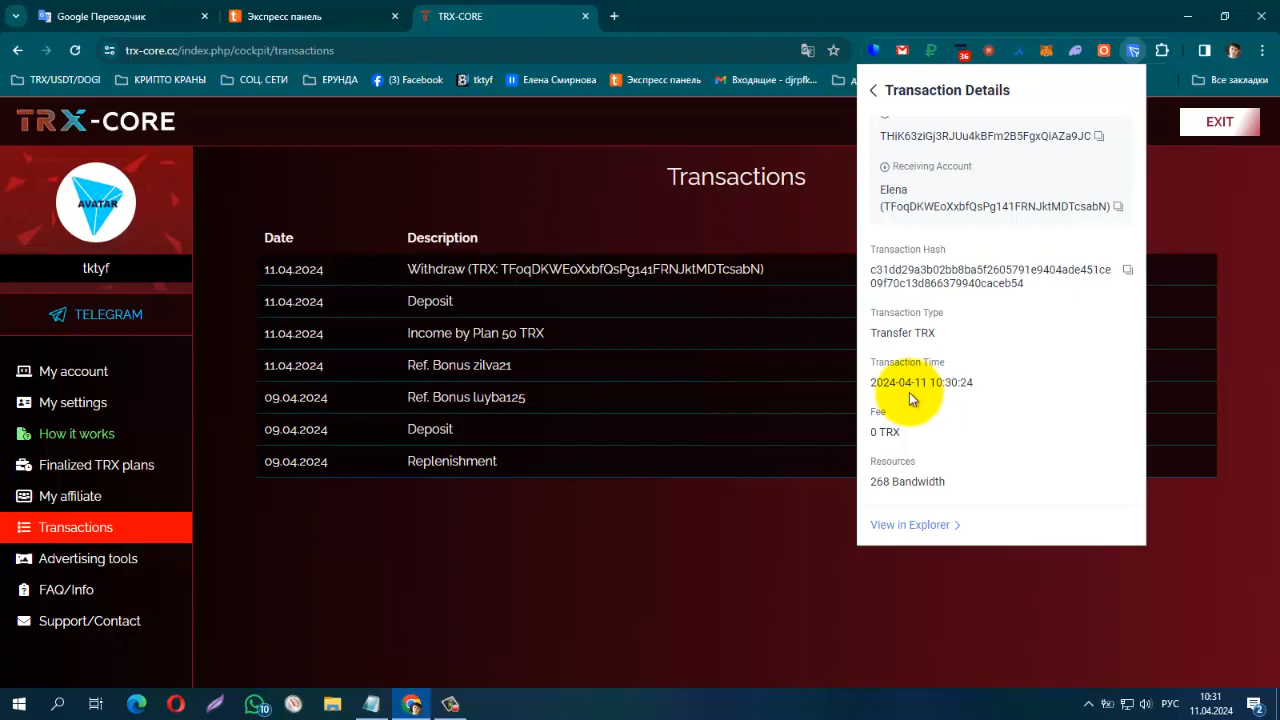 Google Переводчик
Экспресс панель
TRX-CORE
trx-core.cc/index.php/cockpit/transactions
36
TRX/USDT/DOGI
КРИПТО КРАНЫ
СОЦ. СЕТИ
ЕРУНДА
(3) Facebook
tktyf
Елена Смирнова
Экспресс панель
Входящие - djrpfk...
Все закладки
TRX-CORE
EXIT
AVATAR
tktyf
TELEGRAM
My account
My settings
How it works
Finalized TRX plans
My affiliate
Transactions
Advertising tools
FAQ/Info
Support/Contact
Transactions
Date Description
11.04.2024 Withdraw (TRX: TFoqDKWEoXxbfQsPg141FRNJktMDTcsabN)
11.04.2024 Deposit
11.04.2024 Income by Plan 50 TRX
11.04.2024 Ref. Bonus zilva21
09.04.2024 Ref. Bonus luyba125
09.04.2024 Deposit
09.04.2024 Replenishment
Transaction Details
THiK63ziGj3RJUu4kBFm2B5FgxQiAZa9JC
Receiving Account
Elena
(TFoqDKWEoXxbfQsPg141FRNJktMDTcsabN)
Transaction Hash
c31dd29a3b02bb8ba5f2605791e9404ade451ce
09f70c13d866379940caceb54
Transaction Type
Transfer TRX
Transaction Time
2024-04-11 10:30:24
Fee
0 TRX
Resources
268 Bandwidth
View in Explorer
10
РУС
10:31
11.04.2024
2